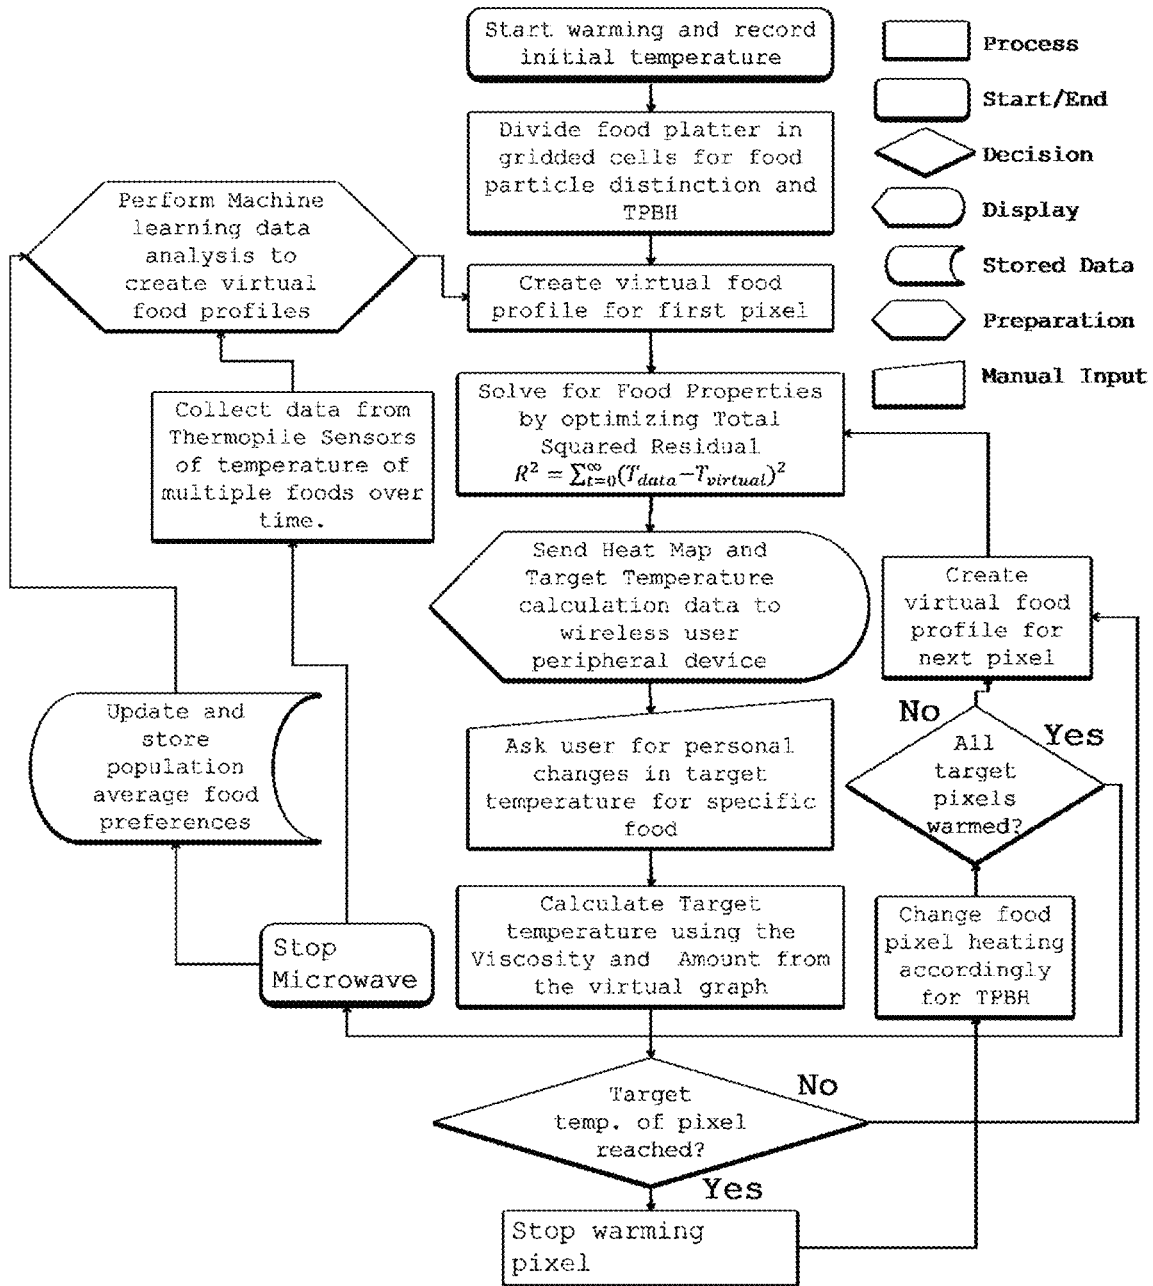 Start warming and record
initial temperature
Divide food platter in
gridded cells for food
particle distinction and
TPBH
Create virtual food
profile for first pixel
Solve for Food Properties
by optimizing Total
Squared Residual
R² = ∑_{t=0}^{∞}(T_{data}−T_{virtual})²
Send Heat Map and
Target Temperature
calculation data to
wireless user
peripheral device
Ask user for personal
changes in target
temperature for specific
food
Calculate Target
temperature using the
Viscosity and Amount from
the virtual graph
Target
temp. of pixel
reached?
No
Yes
Stop warming
pixel
Change food
pixel heating
accordingly
for TPBH
All
target
pixels
warmed?
No
Yes
Create
virtual food
profile for
next pixel
Stop
Microwave
Update and
store
population
average food
preferences
Collect data from
Thermopile Sensors
of temperature of
multiple foods over
time.
Perform Machine
learning data
analysis to
create virtual
food profiles
Process
Start/End
Decision
Display
Stored Data
Preparation
Manual Input